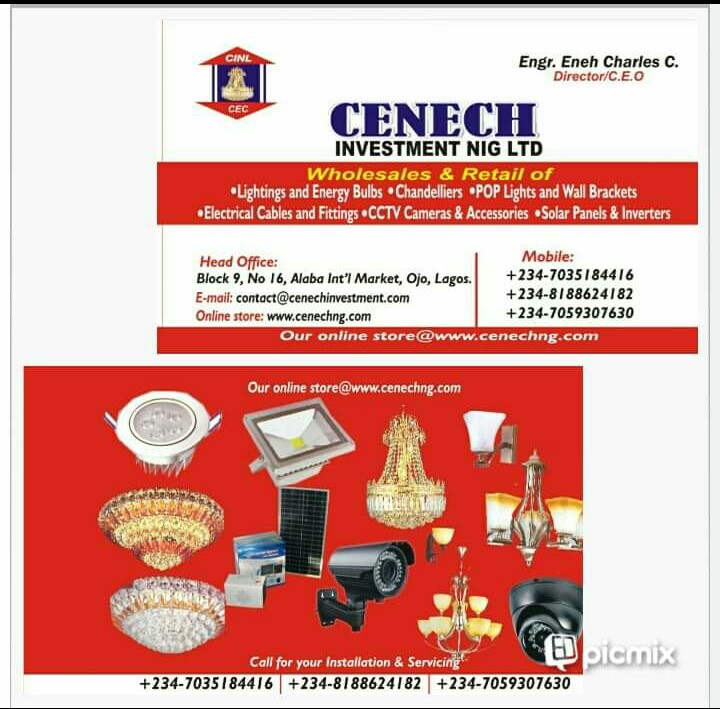 CINL
CEC
Engr. Eneh Charles C.
Director/C.E.O
CENECH
INVESTMENT NIG LTD
Wholesales & Retail of
•Lightings and Energy Bulbs •Chandelliers •POP Lights and Wall Brackets
•Electrical Cables and Fittings •CCTV Cameras & Accessories •Solar Panels & Inverters
Head Office:
Block 9, No 16, Alaba Int'l Market, Ojo, Lagos.
E-mail: contact@cenechinvestment.com
Online store: www.cenechng.com
Mobile:
+234-7035184416
+234-8188624182
+234-7059307630
Our online store@www.cenechng.com
Our online store@www.cenechng.com
Call for your Installation & Servicing
picmix
+234-7035184416 | +234-8188624182 | +234-7059307630